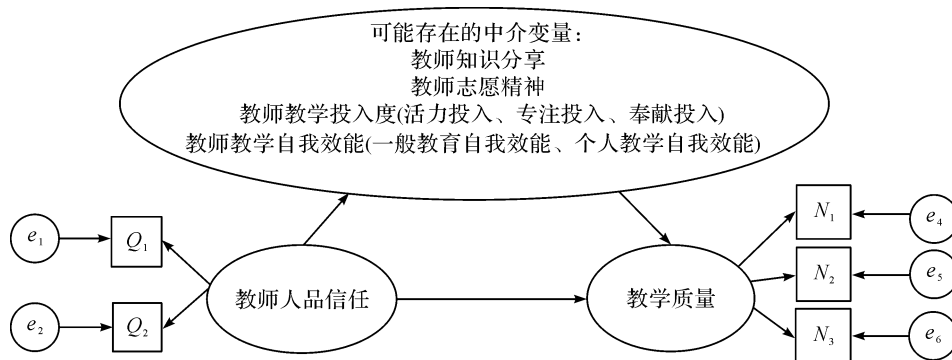 可能存在的中介变量：
教师知识分享
教师志愿精神
教师教学投入度(活力投入、专注投入、奉献投入)
教师教学自我效能(一般教育自我效能、个人教学自我效能)
e₁
Q₁
N₁
e₄
教师人品信任
教学质量
N₂
e₅
e₂
Q₂
N₃
e₆